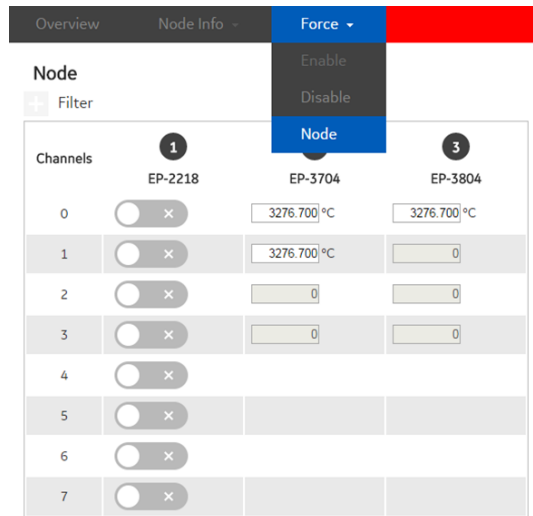 Overview Node Info Force
Enable
Node
Disable
Filter
Node
Channels 1 3
EP-2218 EP-3704 EP-3804
0 3276.700 °C 3276.700 °C
1 3276.700 °C 0
2 0 0
3 0 0
4
5
6
7